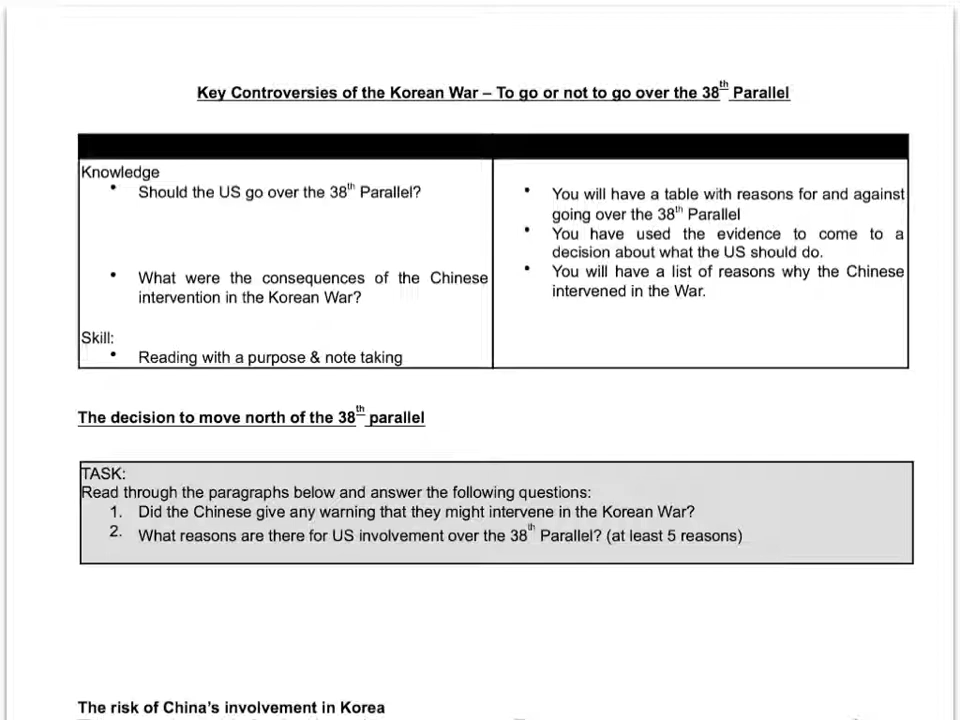 Key Controversies of the Korean War – To go or not to go over the 38th Parallel
Knowledge
• Should the US go over the 38th Parallel?
• What were the consequences of the Chinese
intervention in the Korean War?
Skill:
• Reading with a purpose & note taking
• You will have a table with reasons for and against
going over the 38th Parallel
• You have used the evidence to come to a
decision about what the US should do.
• You will have a list of reasons why the Chinese
intervened in the War.
The decision to move north of the 38th parallel
TASK:
Read through the paragraphs below and answer the following questions:
1. Did the Chinese give any warning that they might intervene in the Korean War?
2. What reasons are there for US involvement over the 38th Parallel? (at least 5 reasons)
The risk of China's involvement in Korea